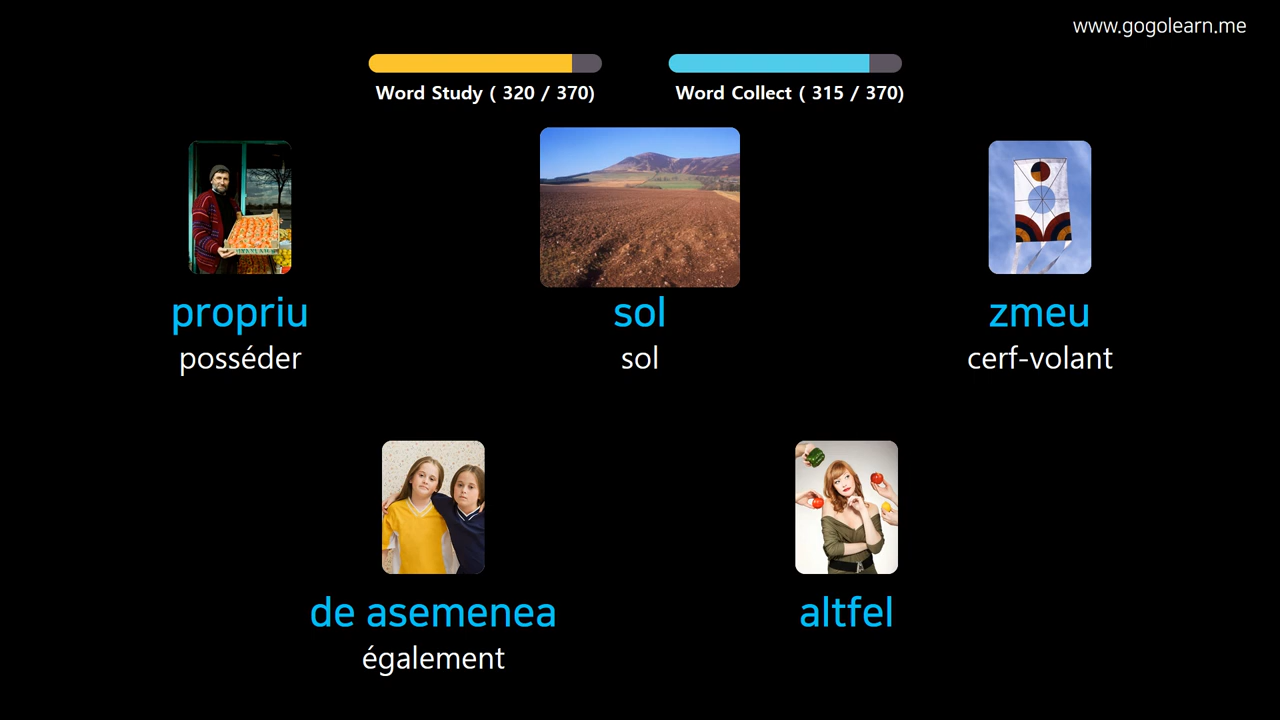 www.gogolearn.me
Word Study ( 320 / 370)
Word Collect ( 315 / 370)
propriu
posséder
sol
sol
zmeu
cerf-volant
de asemenea
également
altfel